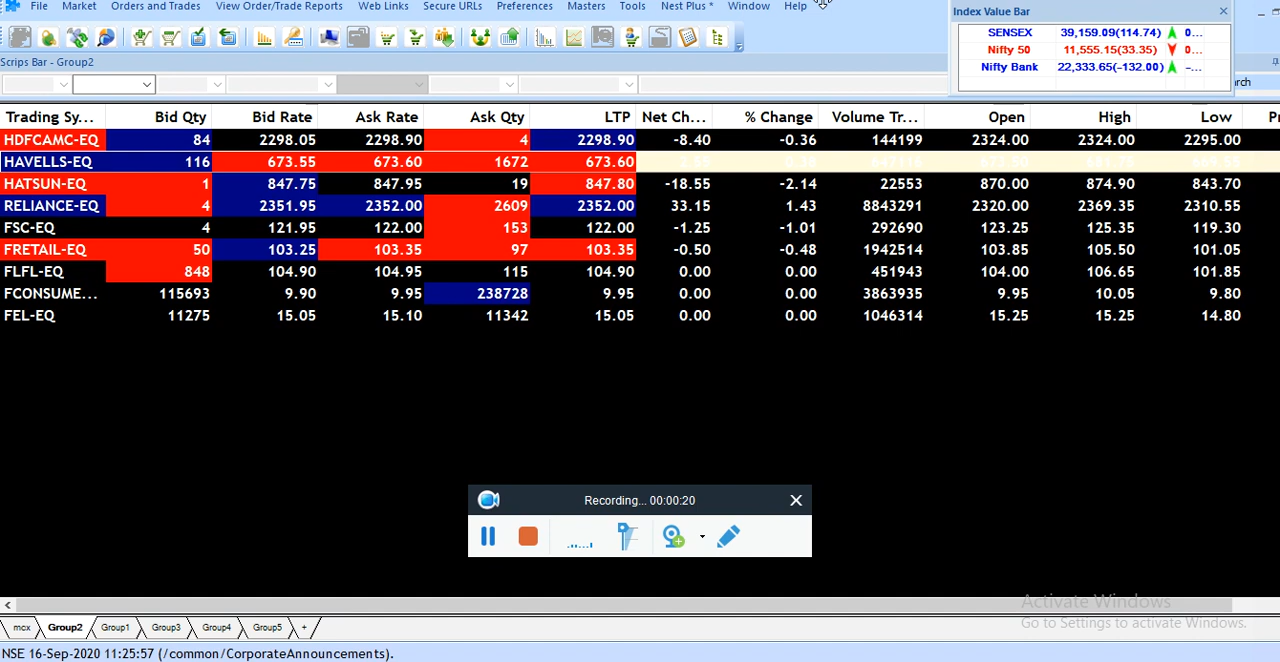 File Market Orders and Trades View Order/Trade Reports Web Links Secure URLs Preferences Masters Tools Nest Plus * Window Help
Index Value Bar
SENSEX 39,159.09(114.74) 0...
Nifty 50 11,555.15(33.35) 0...
Nifty Bank 22,333.65(-132.00) -...
Scrips Bar - Group2
rch
Trading Sy... Bid Qty Bid Rate Ask Rate Ask Qty LTP Net Ch... % Change Volume Tr... Open High Low
HDFCAMC-EQ 84 2298.05 2298.90 4 2298.90 -8.40 -0.36 144199 2324.00 2324.00 2295.00
HAVELLS-EQ 116 673.55 673.60 1672 673.60
HATSUN-EQ 1 847.75 847.95 19 847.80 -18.55 -2.14 22553 870.00 874.90 843.70
RELIANCE-EQ 4 2351.95 2352.00 2609 2352.00 33.15 1.43 8843291 2320.00 2369.35 2310.55
FSC-EQ 4 121.95 122.00 153 122.00 -1.25 -1.01 292690 123.25 125.35 119.30
FRETAIL-EQ 50 103.25 103.35 97 103.35 -0.50 -0.48 1942514 103.85 105.50 101.05
FLFL-EQ 848 104.90 104.95 115 104.90 0.00 0.00 451943 104.00 106.65 101.85
FCONSUME... 115693 9.90 9.95 238728 9.95 0.00 0.00 3863935 9.95 10.05 9.80
FEL-EQ 11275 15.05 15.10 11342 15.05 0.00 0.00 1046314 15.25 15.25 14.80
Recording... 00:00:20
Activate Windows
Go to Settings to activate Windows.
mcx Group2 Group1 Group3 Group4 Group5 +
NSE 16-Sep-2020 11:25:57 (/common/CorporateAnnouncements).